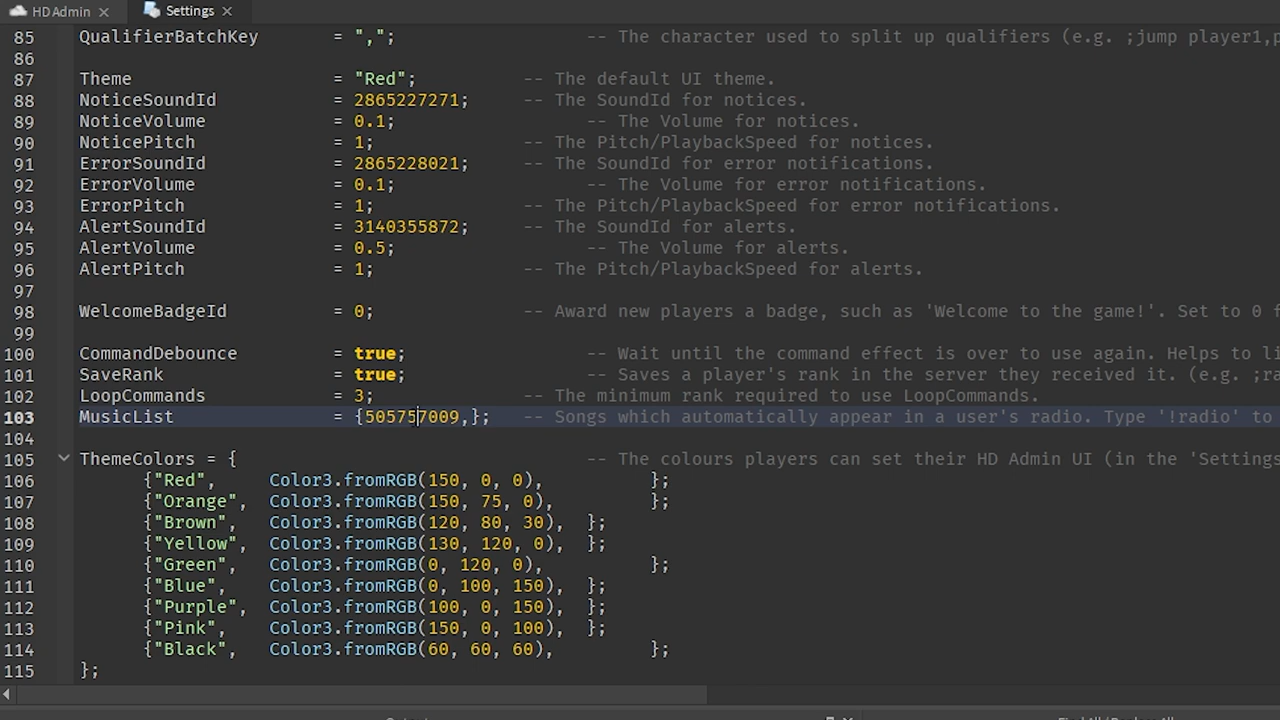 HDAdmin
Settings
85 QualifierBatchKey = ","; -- The character used to split up qualifiers (e.g. ;jump player1,p
86
87 Theme = "Red"; -- The default UI theme.
88 NoticeSoundId = 2865227271; -- The SoundId for notices.
89 NoticeVolume = 0.1; -- The Volume for notices.
90 NoticePitch = 1; -- The Pitch/PlaybackSpeed for notices.
91 ErrorSoundId = 2865228021; -- The SoundId for error notifications.
92 ErrorVolume = 0.1; -- The Volume for error notifications.
93 ErrorPitch = 1; -- The Pitch/PlaybackSpeed for error notifications.
94 AlertSoundId = 3140355872; -- The SoundId for alerts.
95 AlertVolume = 0.5; -- The Volume for alerts.
96 AlertPitch = 1; -- The Pitch/PlaybackSpeed for alerts.
97
98 WelcomeBadgeId = 0; -- Award new players a badge, such as 'Welcome to the game!'. Set to 0 f
99
100 CommandDebounce = true; -- Wait until the command effect is over to use again. Helps to li
101 SaveRank = true; -- Saves a player's rank in the server they received it. (e.g. ;ra
102 LoopCommands = 3; -- The minimum rank required to use LoopCommands.
103 MusicList = {505757009,}; -- Songs which automatically appear in a user's radio. Type '!radio' to
104
105 ThemeColors = { -- The colours players can set their HD Admin UI (in the 'Settings
106 {"Red", Color3.fromRGB(150, 0, 0), };
107 {"Orange", Color3.fromRGB(150, 75, 0), };
108 {"Brown", Color3.fromRGB(120, 80, 30), };
109 {"Yellow", Color3.fromRGB(130, 120, 0), };
110 {"Green", Color3.fromRGB(0, 120, 0), };
111 {"Blue", Color3.fromRGB(0, 100, 150), };
112 {"Purple", Color3.fromRGB(100, 0, 150), };
113 {"Pink", Color3.fromRGB(150, 0, 100), };
114 {"Black", Color3.fromRGB(60, 60, 60), };
115 };